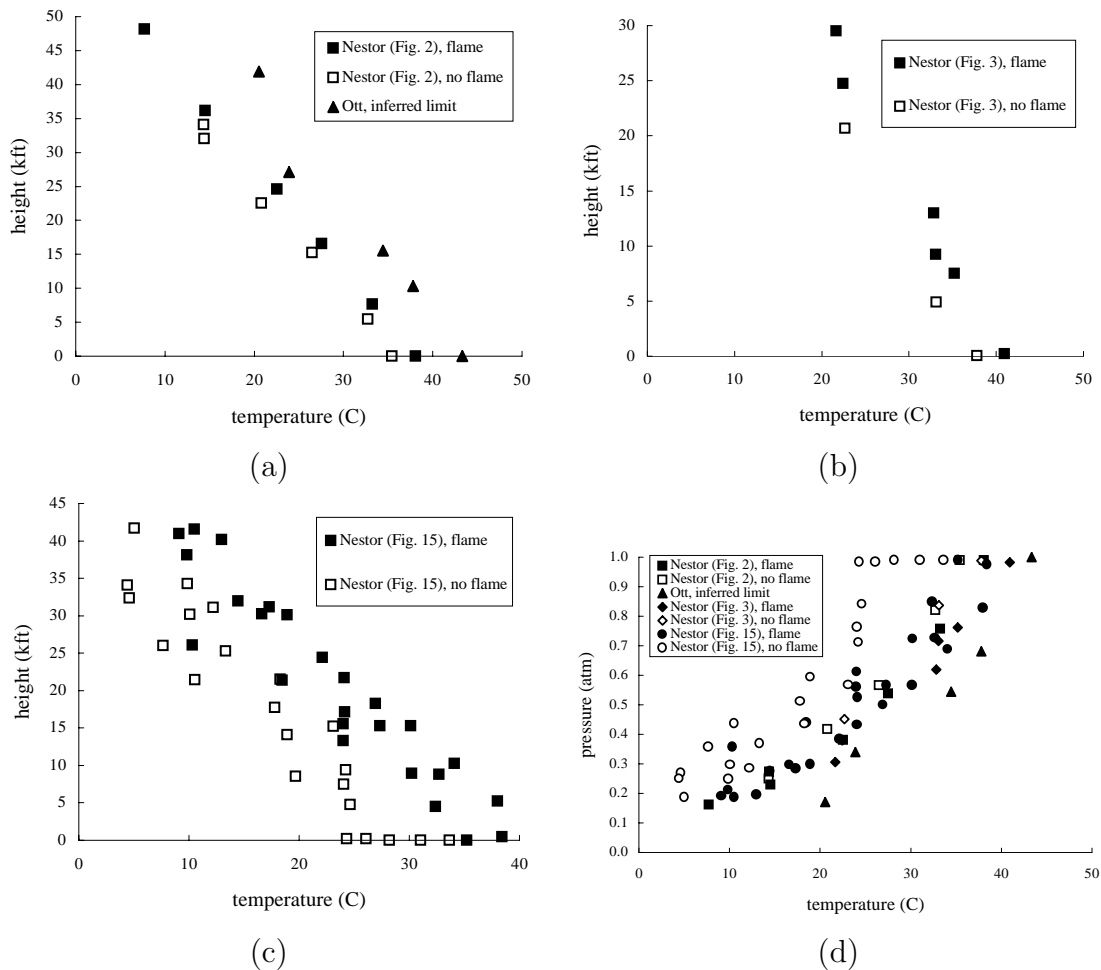 50
45
40
35
30
25
20
15
10
5
0
height (kft)
Nestor (Fig. 2), flame
Nestor (Fig. 2), no flame
Ott, inferred limit
0 10 20 30 40 50
temperature (C)
(a)
30
25
20
15
10
5
0
height (kft)
Nestor (Fig. 3), flame
Nestor (Fig. 3), no flame
0 10 20 30 40 50
temperature (C)
(b)
45
40
35
30
25
20
15
10
5
0
height (kft)
Nestor (Fig. 15), flame
Nestor (Fig. 15), no flame
0 10 20 30 40
temperature (C)
(c)
1.0
0.9
0.8
0.7
0.6
0.5
0.4
0.3
0.2
0.1
0.0
pressure (atm)
Nestor (Fig. 2), flame
Nestor (Fig. 2), no flame
Ott, inferred limit
Nestor (Fig. 3), flame
Nestor (Fig. 3), no flame
Nestor (Fig. 15), flame
Nestor (Fig. 15), no flame
0 10 20 30 40 50
temperature (C)
(d)